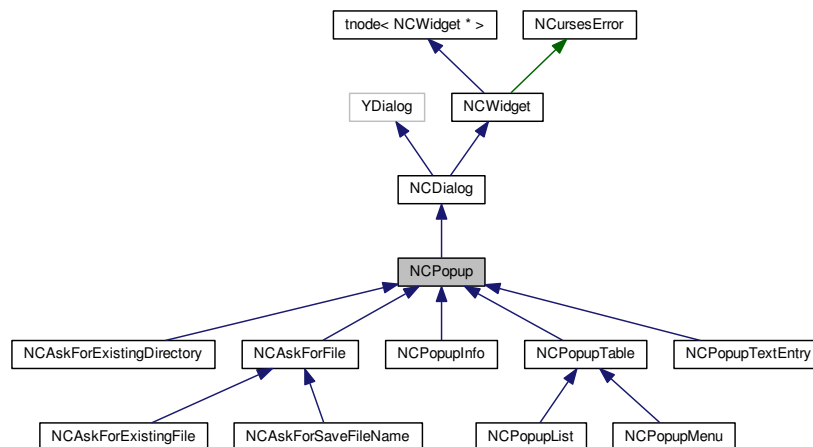 tnode< NCWidget * > NCursesError
YDialog NCWidget
NCDialog
NCPopup
NCAskForExistingDirectory NCAskForFile NCPopupInfo NCPopupTable NCPopupTextEntry
NCAskForExistingFile NCAskForSaveFileName NCPopupList NCPopupMenu